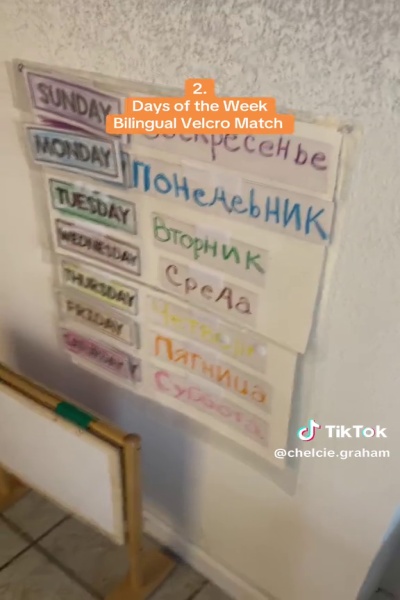 2.
Days of the Week
Bilingual Velcro Match
SUNDAY Воскресенье
MONDAY Понедельник
TUESDAY Вторник
WEDNESDAY Среда
THURSDAY Четверг
FRIDAY Пятница
SATURDAY Суббота
TikTok
@chelcie.graham